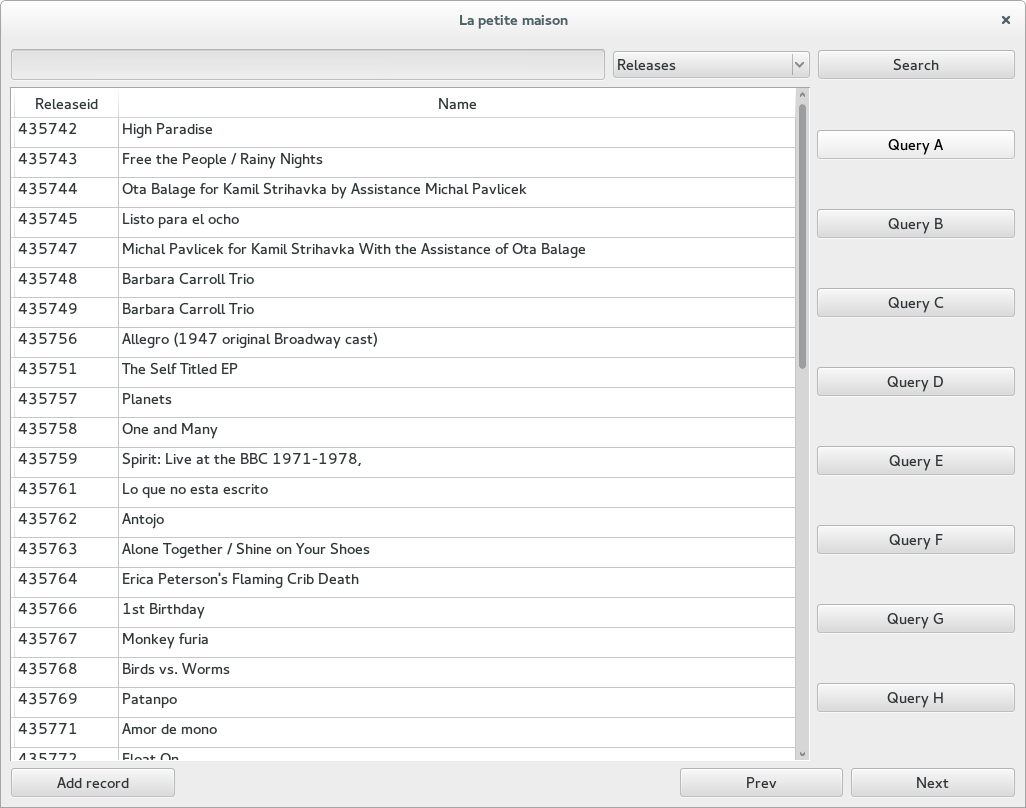 La petite maison
Releases
Search
Releaseid Name
435742 High Paradise
435743 Free the People / Rainy Nights
435744 Ota Balage for Kamil Strihavka by Assistance Michal Pavlicek
435745 Listo para el ocho
435747 Michal Pavlicek for Kamil Strihavka With the Assistance of Ota Balage
435748 Barbara Carroll Trio
435749 Barbara Carroll Trio
435756 Allegro (1947 original Broadway cast)
435751 The Self Titled EP
435757 Planets
435758 One and Many
435759 Spirit: Live at the BBC 1971-1978,
435761 Lo que no esta escrito
435762 Antojo
435763 Alone Together / Shine on Your Shoes
435764 Erica Peterson's Flaming Crib Death
435766 1st Birthday
435767 Monkey furia
435768 Birds vs. Worms
435769 Patanpo
435771 Amor de mono
435772 Float On
Query A
Query B
Query C
Query D
Query E
Query F
Query G
Query H
Add record
Prev
Next